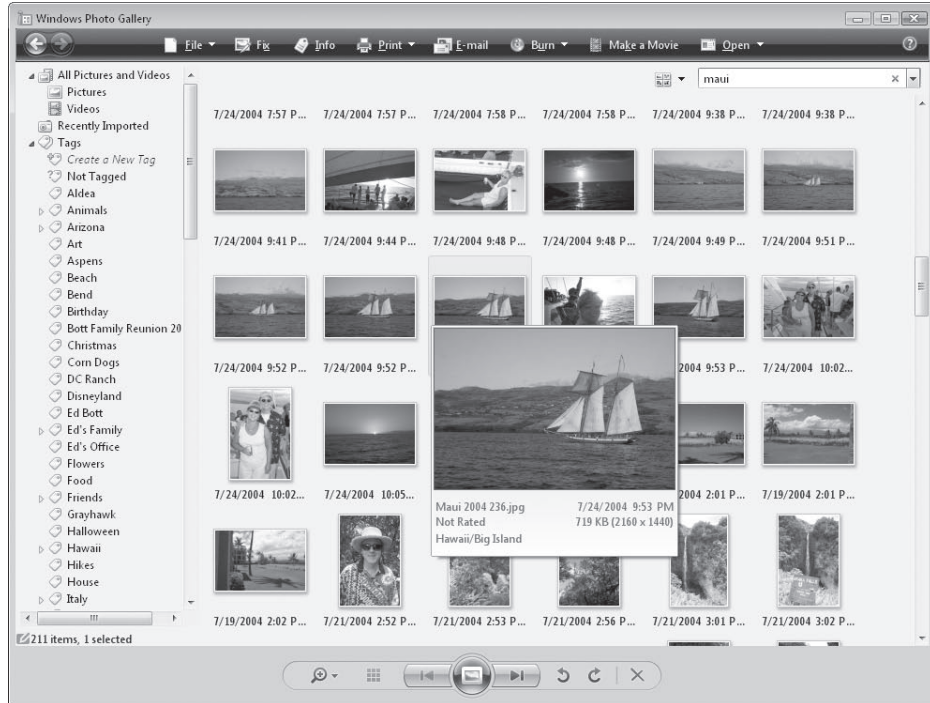 Windows Photo Gallery
File Fix Info Print E-mail Burn Make a Movie Open
maui
All Pictures and Videos
Pictures
Videos
Recently Imported
Tags
Create a New Tag
Not Tagged
Aldea
Animals
Arizona
Art
Aspens
Beach
Bend
Birthday
Bott Family Reunion 20
Christmas
Corn Dogs
DC Ranch
Disneyland
Ed Bott
Ed's Family
Ed's Office
Flowers
Food
Friends
Grayhawk
Halloween
Hawaii
Hikes
House
Italy
7/24/2004 7:57 P... 7/24/2004 7:57 P... 7/24/2004 7:58 P... 7/24/2004 7:58 P... 7/24/2004 9:38 P... 7/24/2004 9:38 P...
7/24/2004 9:41 P... 7/24/2004 9:44 P... 7/24/2004 9:48 P... 7/24/2004 9:48 P... 7/24/2004 9:49 P... 7/24/2004 9:51 P...
7/24/2004 9:52 P... 7/24/2004 9:52 P... 2004 9:53 P... 7/24/2004 10:02...
7/24/2004 10:02... 7/24/2004 10:05... 2004 2:01 P... 7/19/2004 2:01 P...
Maui 2004 236.jpg 7/24/2004 9:53 PM
Not Rated 719 KB (2160 x 1440)
Hawaii/Big Island
7/19/2004 2:02 P... 7/21/2004 2:52 P... 7/21/2004 2:53 P... 7/21/2004 2:56 P... 7/21/2004 3:01 P... 7/21/2004 3:02 P...
211 items, 1 selected